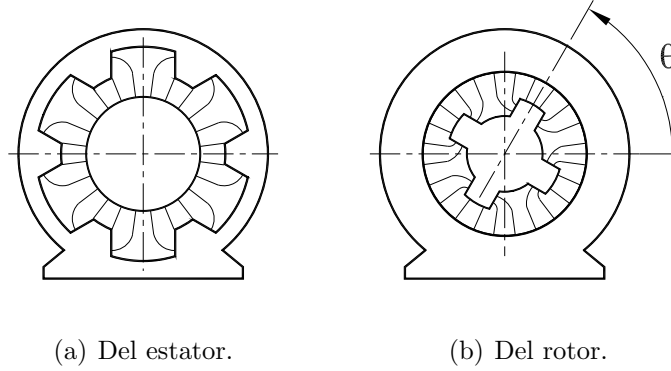 θ
(a) Del estator.
(b) Del rotor.